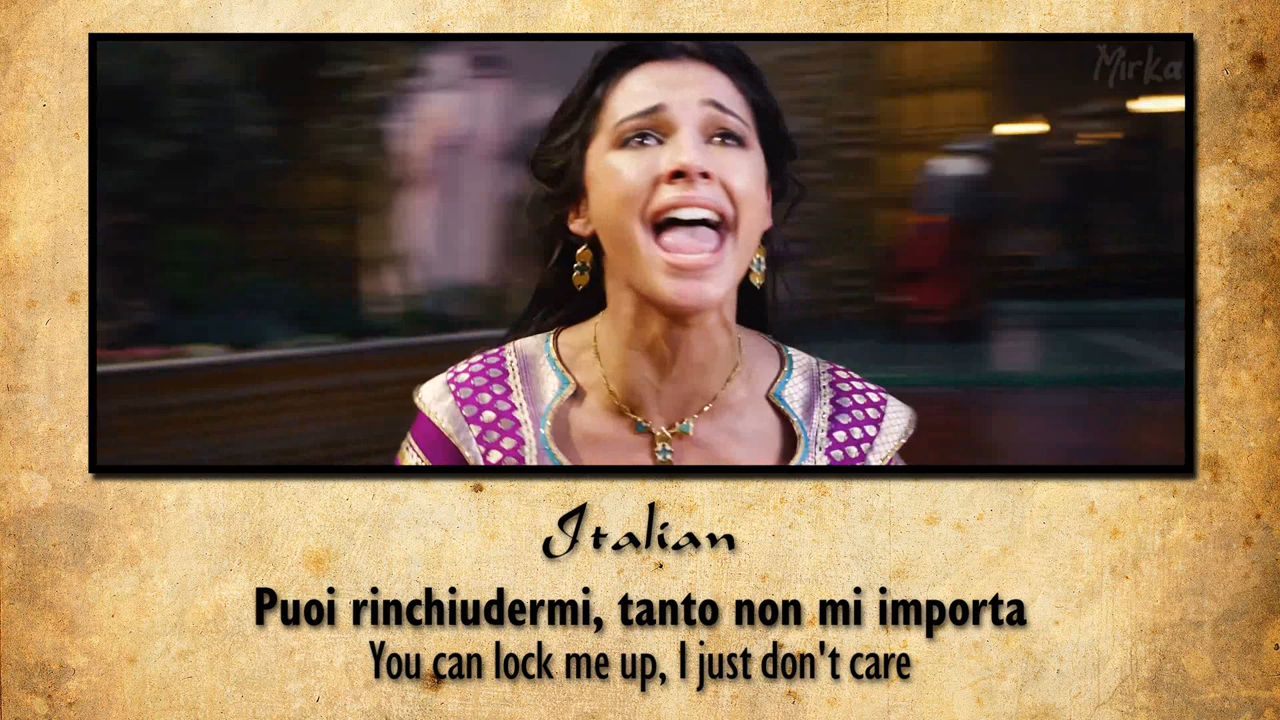 Mirka
Italian
Puoi rinchiudermi, tanto non mi importa
You can lock me up, I just don't care